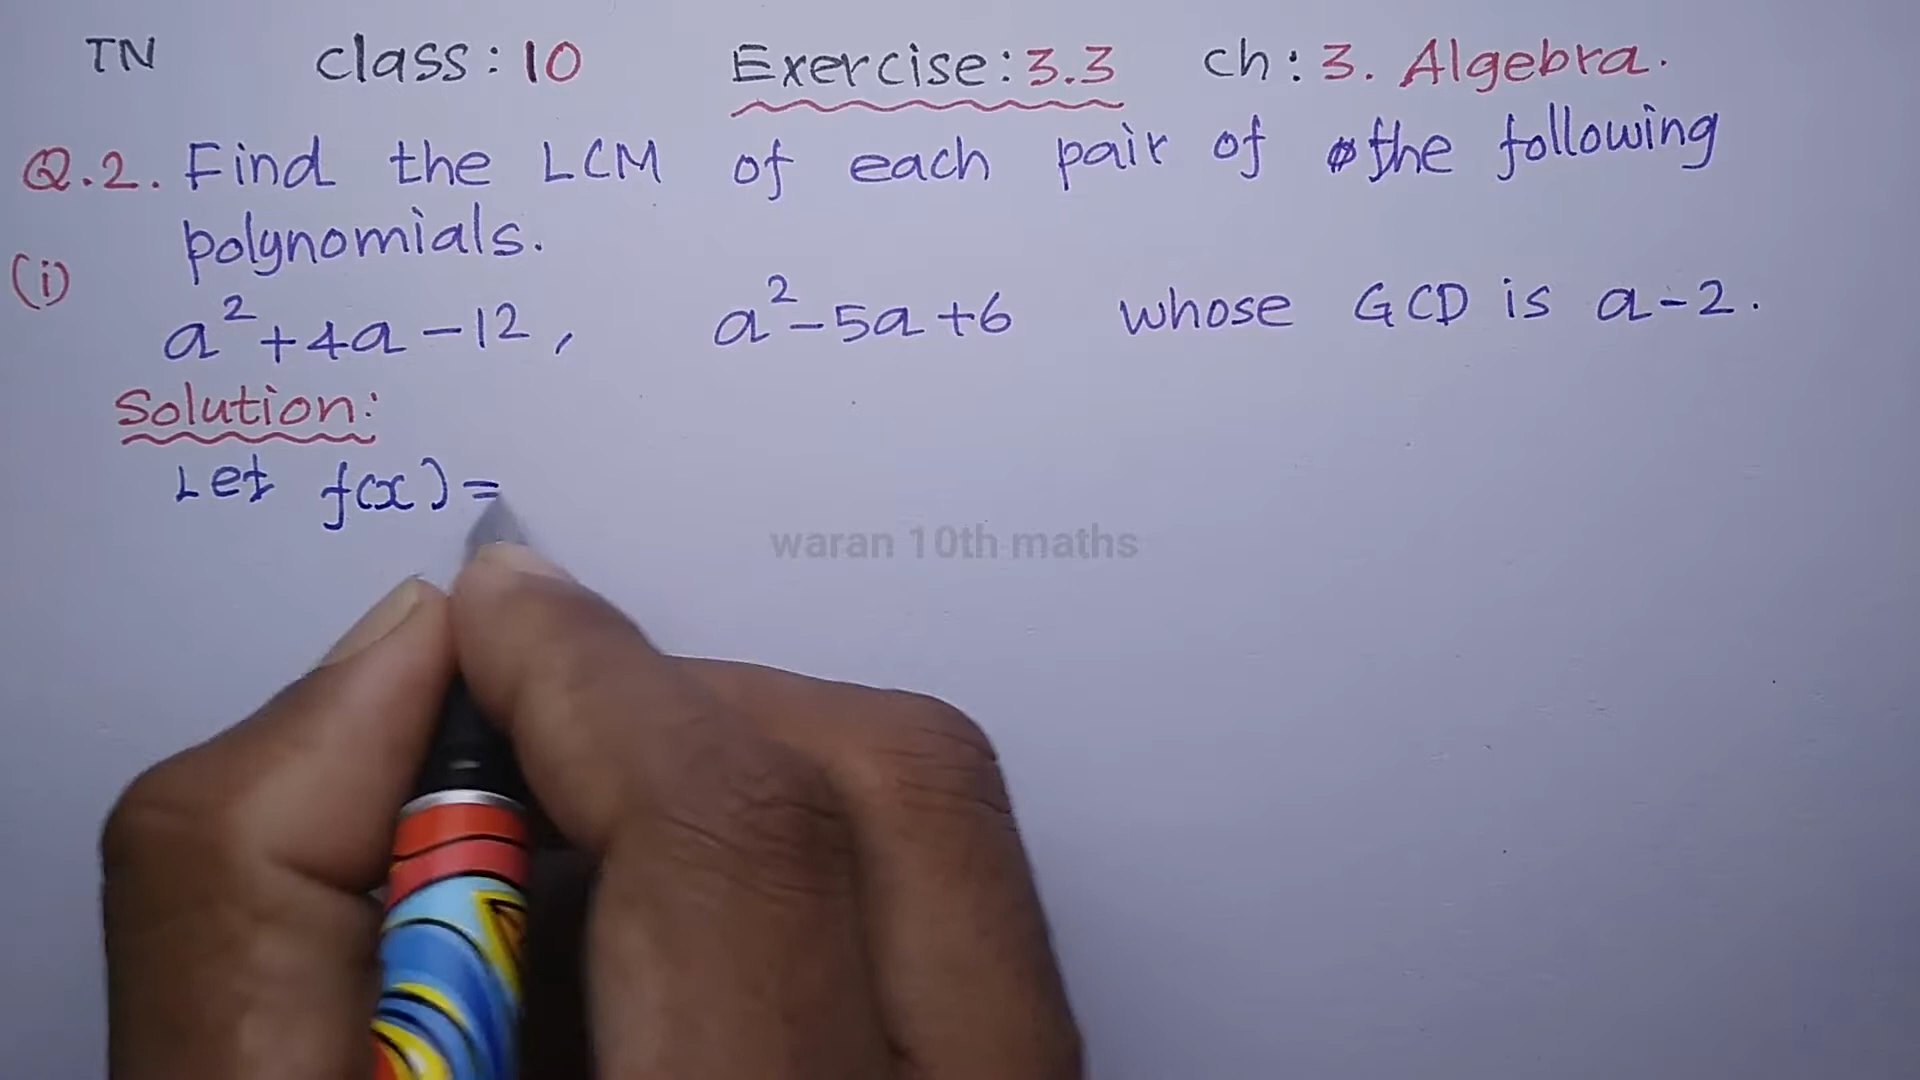 TN class: 10 Exercise: 3.3 ch: 3. Algebra.
Q.2. Find the LCM of each pair of the following
polynomials.
(i)
a²+4a-12, a²-5a+6 whose GCD is a-2.
Solution:
Let f(x) =
waran 10th maths